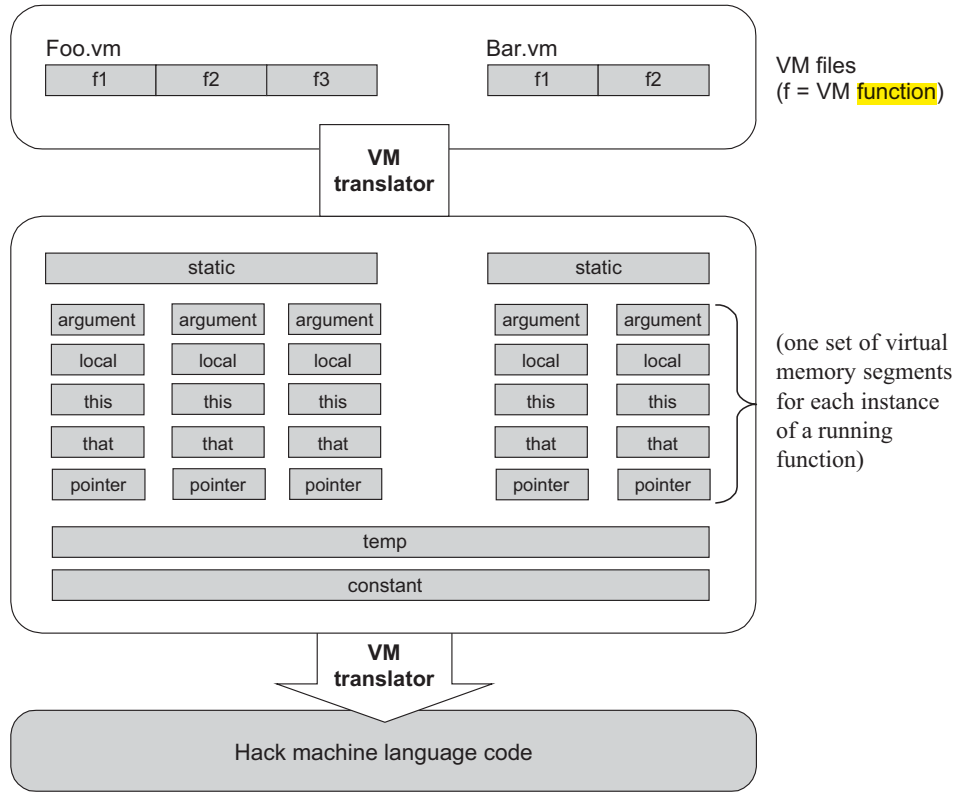 Foo.vm
Bar.vm
f1 f2 f3
f1 f2
VM files
(f = VM function)
VM
translator
static
static
argument argument argument argument argument
local local local local local
this this this this this
that that that that that
pointer pointer pointer pointer pointer
(one set of virtual
memory segments
for each instance
of a running
function)
temp
constant
VM
translator
Hack machine language code